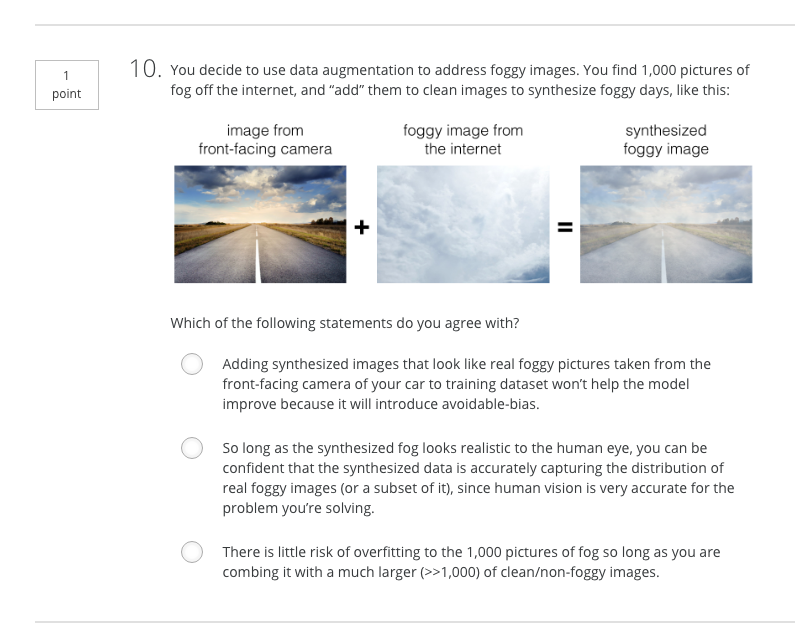 1
point
10. You decide to use data augmentation to address foggy images. You find 1,000 pictures of
fog off the internet, and “add” them to clean images to synthesize foggy days, like this:
image from
front-facing camera
foggy image from
the internet
synthesized
foggy image
+
=
Which of the following statements do you agree with?
Adding synthesized images that look like real foggy pictures taken from the
front-facing camera of your car to training dataset won’t help the model
improve because it will introduce avoidable-bias.
So long as the synthesized fog looks realistic to the human eye, you can be
confident that the synthesized data is accurately capturing the distribution of
real foggy images (or a subset of it), since human vision is very accurate for the
problem you’re solving.
There is little risk of overfitting to the 1,000 pictures of fog so long as you are
combing it with a much larger (>>1,000) of clean/non-foggy images.